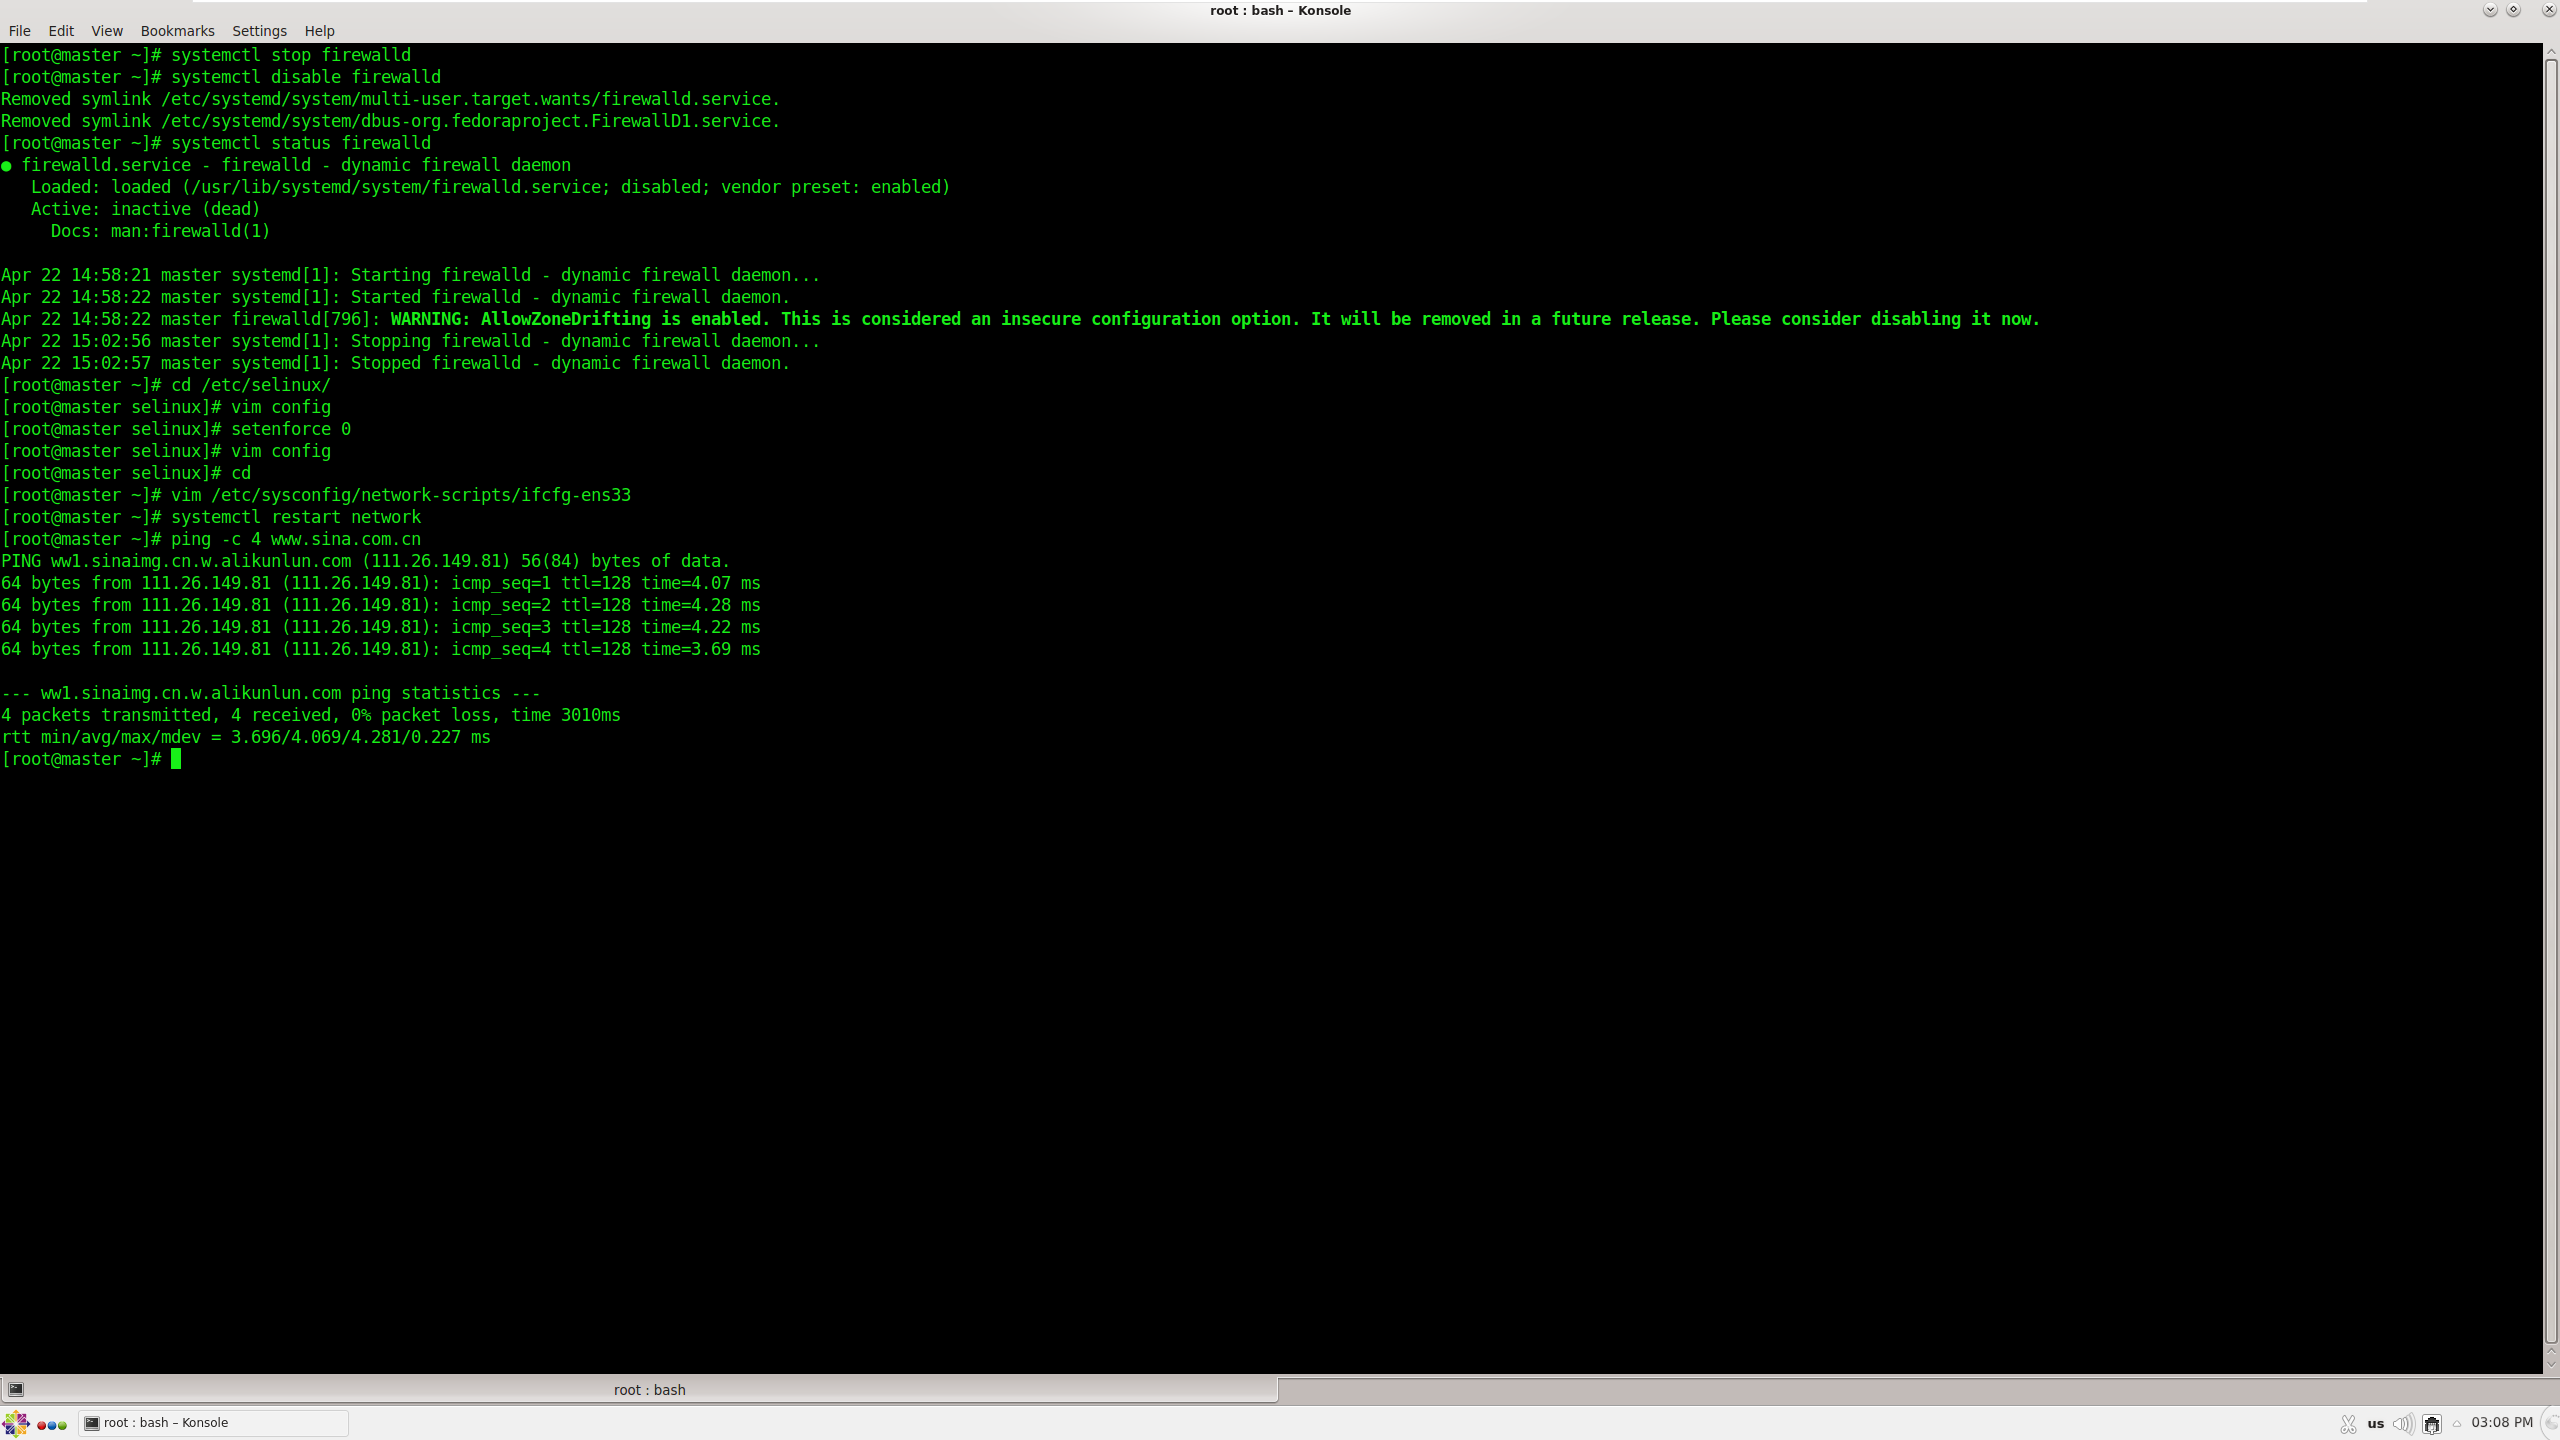 root : bash – Konsole
File Edit View Bookmarks Settings Help
[root@master ~]# systemctl stop firewalld
[root@master ~]# systemctl disable firewalld
Removed symlink /etc/systemd/system/multi-user.target.wants/firewalld.service.
Removed symlink /etc/systemd/system/dbus-org.fedoraproject.FirewallD1.service.
[root@master ~]# systemctl status firewalld
● firewalld.service - firewalld - dynamic firewall daemon
   Loaded: loaded (/usr/lib/systemd/system/firewalld.service; disabled; vendor preset: enabled)
   Active: inactive (dead)
     Docs: man:firewalld(1)

Apr 22 14:58:21 master systemd[1]: Starting firewalld - dynamic firewall daemon...
Apr 22 14:58:22 master systemd[1]: Started firewalld - dynamic firewall daemon.
Apr 22 14:58:22 master firewalld[796]: WARNING: AllowZoneDrifting is enabled. This is considered an insecure configuration option. It will be removed in a future release. Please consider disabling it now.
Apr 22 15:02:56 master systemd[1]: Stopping firewalld - dynamic firewall daemon...
Apr 22 15:02:57 master systemd[1]: Stopped firewalld - dynamic firewall daemon.
[root@master ~]# cd /etc/selinux/
[root@master selinux]# vim config
[root@master selinux]# setenforce 0
[root@master selinux]# vim config
[root@master selinux]# cd
[root@master ~]# vim /etc/sysconfig/network-scripts/ifcfg-ens33
[root@master ~]# systemctl restart network
[root@master ~]# ping -c 4 www.sina.com.cn
PING ww1.sinaimg.cn.w.alikunlun.com (111.26.149.81) 56(84) bytes of data.
64 bytes from 111.26.149.81 (111.26.149.81): icmp_seq=1 ttl=128 time=4.07 ms
64 bytes from 111.26.149.81 (111.26.149.81): icmp_seq=2 ttl=128 time=4.28 ms
64 bytes from 111.26.149.81 (111.26.149.81): icmp_seq=3 ttl=128 time=4.22 ms
64 bytes from 111.26.149.81 (111.26.149.81): icmp_seq=4 ttl=128 time=3.69 ms

--- ww1.sinaimg.cn.w.alikunlun.com ping statistics ---
4 packets transmitted, 4 received, 0% packet loss, time 3010ms
rtt min/avg/max/mdev = 3.696/4.069/4.281/0.227 ms
[root@master ~]#
root : bash
root : bash – Konsole us 03:08 PM